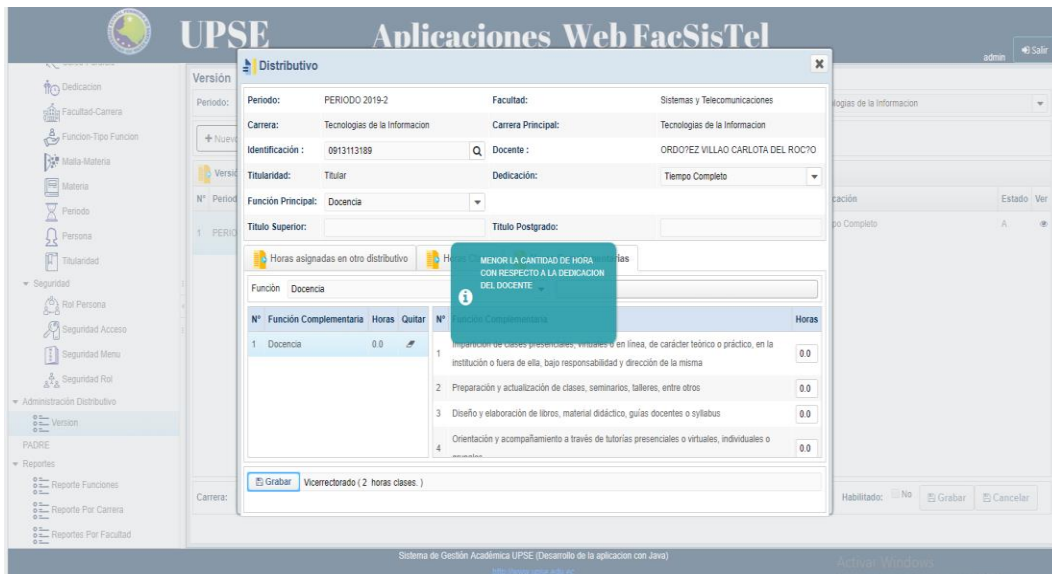 UPSE Aplicaciones Web FacSisTel
admin Salir
Dedicacion
Facultad-Carrera
Funcion-Tipo Funcion
Malla-Materia
Materia
Periodo
Persona
Titularidad
Seguridad
Rol Persona
Seguridad Acceso
Seguridad Menu
Seguridad Rol
Administración Distributivo
Version
PADRE
Reportes
Reporte Funciones
Reporte Por Carrera
Reportes Por Facultad
Versión
Periodo:
Estado Ver
A
Distributivo
Periodo: PERIODO 2019-2 Facultad: Sistemas y Telecomunicaciones
Carrera: Tecnologias de la Informacion Carrera Principal: Tecnologias de la Informacion
Identificación : 0913113189 Docente : ORDO?EZ VILLAO CARLOTA DEL ROC?O
Titularidad: Titular Dedicación: Tiempo Completo
Función Principal: Docencia
Titulo Superior: Titulo Postgrado:
Horas asignadas en otro distributivo
MENOR LA CANTIDAD DE HORA
CON RESPECTO A LA DEDICACION
DEL DOCENTE
Función Docencia
N° Función Complementaria Horas Quitar
1 Docencia 0.0
N° Función Complementaria Horas
1 Impartición de clases presenciales, virtuales o en línea, de carácter teórico o práctico, en la
institución o fuera de ella, bajo responsabilidad y dirección de la misma 0.0
2 Preparación y actualización de clases, seminarios, talleres, entre otros 0.0
3 Diseño y elaboración de libros, material didáctico, guías docentes o syllabus 0.0
4 Orientación y acompañamiento a través de tutorías presenciales o virtuales, individuales o 0.0
Grabar Vicerrectorado ( 2 horas clases. )
Carrera: Habilitado: No Grabar Cancelar
Sistema de Gestión Académica UPSE (Desarrollo de la aplicacion con Java)
Activar Windows